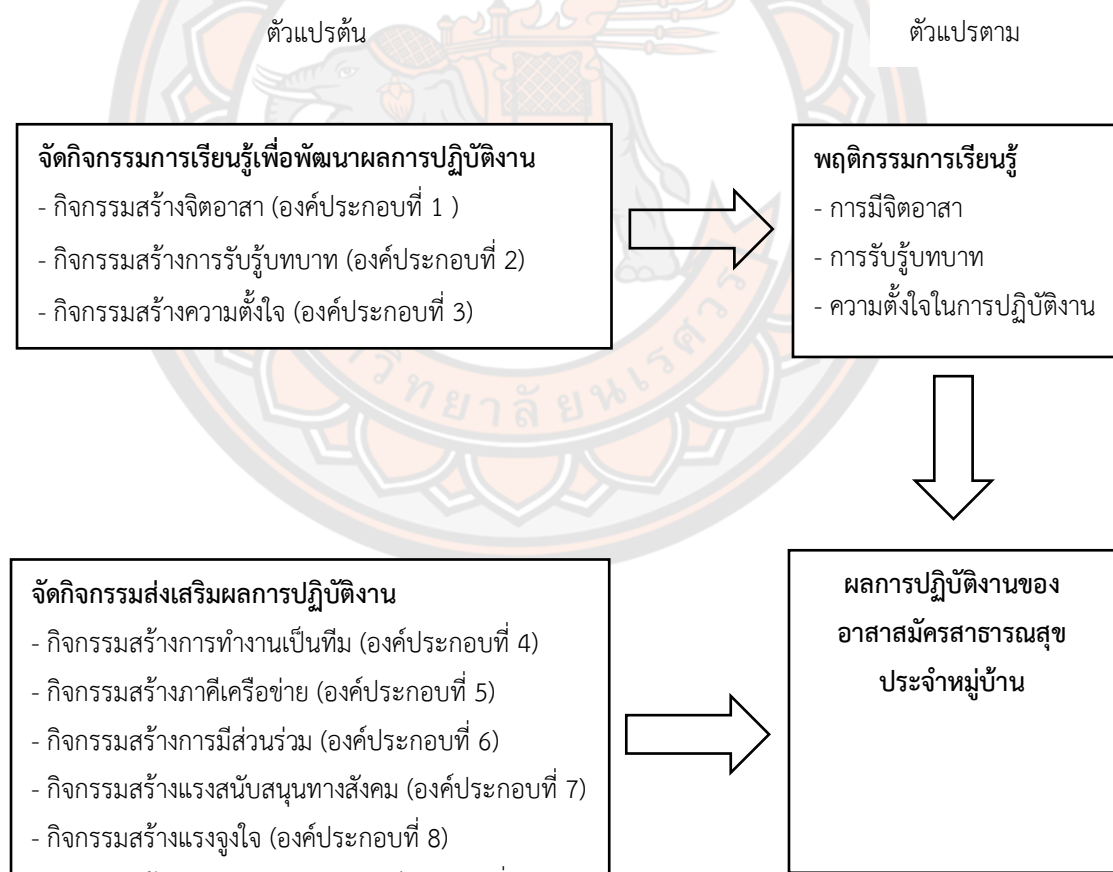 ตัวแปรต้น
ตัวแปรตาม
จัดกิจกรรมการเรียนรู้เพื่อพัฒนาผลการปฏิบัติงาน
- กิจกรรมสร้างจิตอาสา (องค์ประกอบที่ 1 )
- กิจกรรมสร้างการรับรู้บทบาท (องค์ประกอบที่ 2)
- กิจกรรมสร้างความตั้งใจ (องค์ประกอบที่ 3)
พฤติกรรมการเรียนรู้
- การมีจิตอาสา
- การรับรู้บทบาท
- ความตั้งใจในการปฏิบัติงาน
จัดกิจกรรมส่งเสริมผลการปฏิบัติงาน
- กิจกรรมสร้างการทำงานเป็นทีม (องค์ประกอบที่ 4)
- กิจกรรมสร้างภาคีเครือข่าย (องค์ประกอบที่ 5)
- กิจกรรมสร้างการมีส่วนร่วม (องค์ประกอบที่ 6)
- กิจกรรมสร้างแรงสนับสนุนทางสังคม (องค์ประกอบที่ 7)
- กิจกรรมสร้างแรงจูงใจ (องค์ประกอบที่ 8)
ผลการปฏิบัติงานของ
อาสาสมัครสาธารณสุข
ประจำหมู่บ้าน